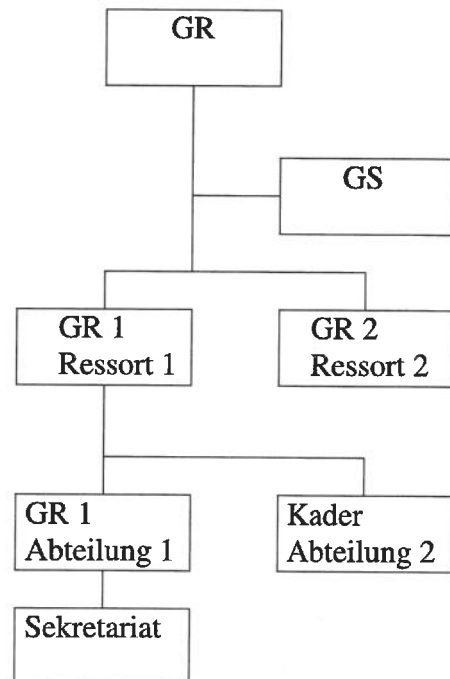 GR
GS
GR 1
Ressort 1
GR 2
Ressort 2
GR 1
Abteilung 1
Kader
Abteilung 2
Sekretariat